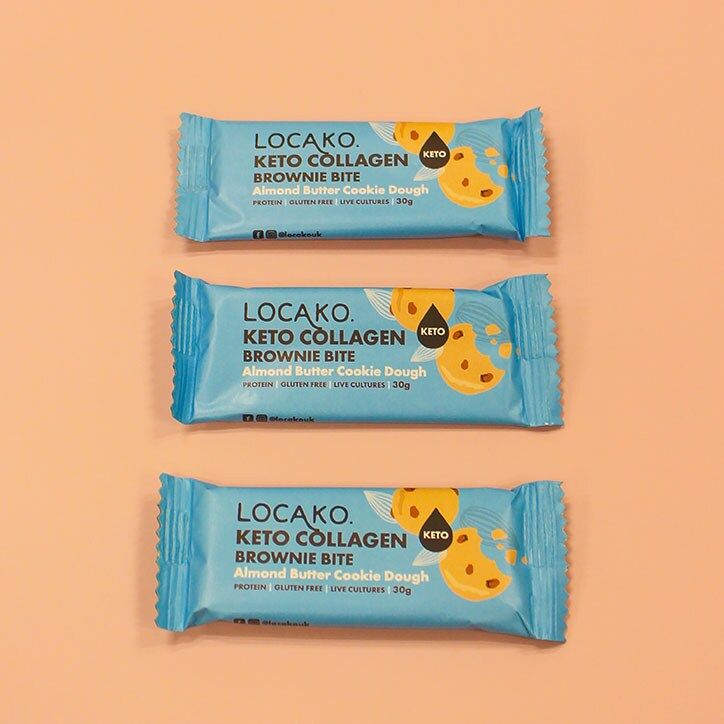 LOCAKO.
KETO COLLAGEN
BROWNIE BITE
Almond Butter Cookie Dough
PROTEIN | GLUTEN FREE | LIVE CULTURES | 30g
@locakouk
KETO
LOCAKO.
KETO COLLAGEN
BROWNIE BITE
Almond Butter Cookie Dough
PROTEIN | GLUTEN FREE | LIVE CULTURES | 30g
@locakouk
KETO
LOCAKO.
KETO COLLAGEN
BROWNIE BITE
Almond Butter Cookie Dough
PROTEIN | GLUTEN FREE | LIVE CULTURES | 30g
@locakouk
KETO